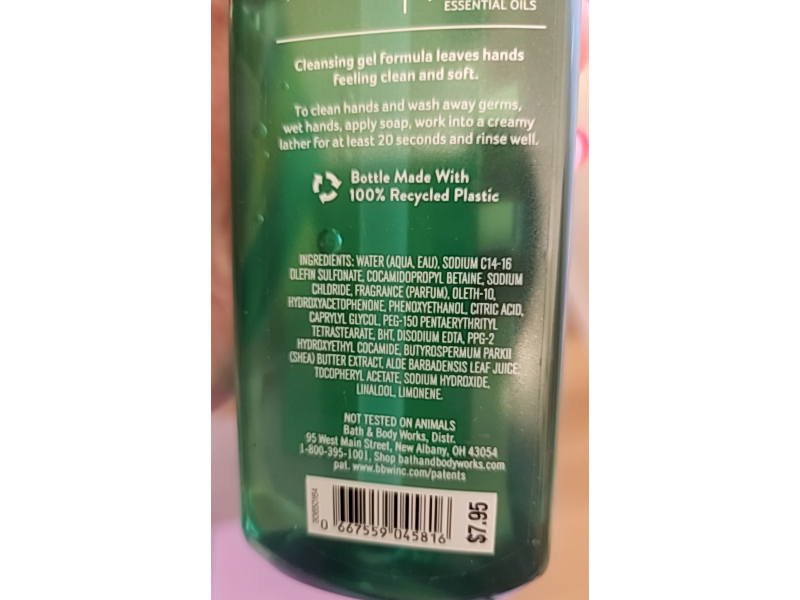 ESSENTIAL OILS
Cleansing gel formula leaves hands
feeling clean and soft.
To clean hands and wash away germs,
wet hands, apply soap, work into a creamy
lather for at least 20 seconds and rinse well.
Bottle Made With
100% Recycled Plastic
INGREDIENTS: WATER (AQUA, EAU), SODIUM C14-16
OLEFIN SULFONATE, COCAMIDOPROPYL BETAINE, SODIUM
CHLORIDE, FRAGRANCE (PARFUM), OLETH-10,
HYDROXYACETOPHENONE, PHENOXYETHANOL, CITRIC ACID,
CAPRYLYL GLYCOL, PEG-150 PENTAERYTHRITYL
TETRASTEARATE, BHT, DISODIUM EDTA, PPG-2
HYDROXYETHYL COCAMIDE, BUTYROSPERMUM PARKII
(SHEA) BUTTER EXTRACT, ALOE BARBADENSIS LEAF JUICE,
TOCOPHERYL ACETATE, SODIUM HYDROXIDE,
LINALOOL, LIMONENE.
NOT TESTED ON ANIMALS
Bath & Body Works, Distr.
95 West Main Street, New Albany, OH 43054
1-800-395-1001, Shop bathandbodyworks.com
pat. www.bbwinc.com/patents
0 667559 045816
$7.95